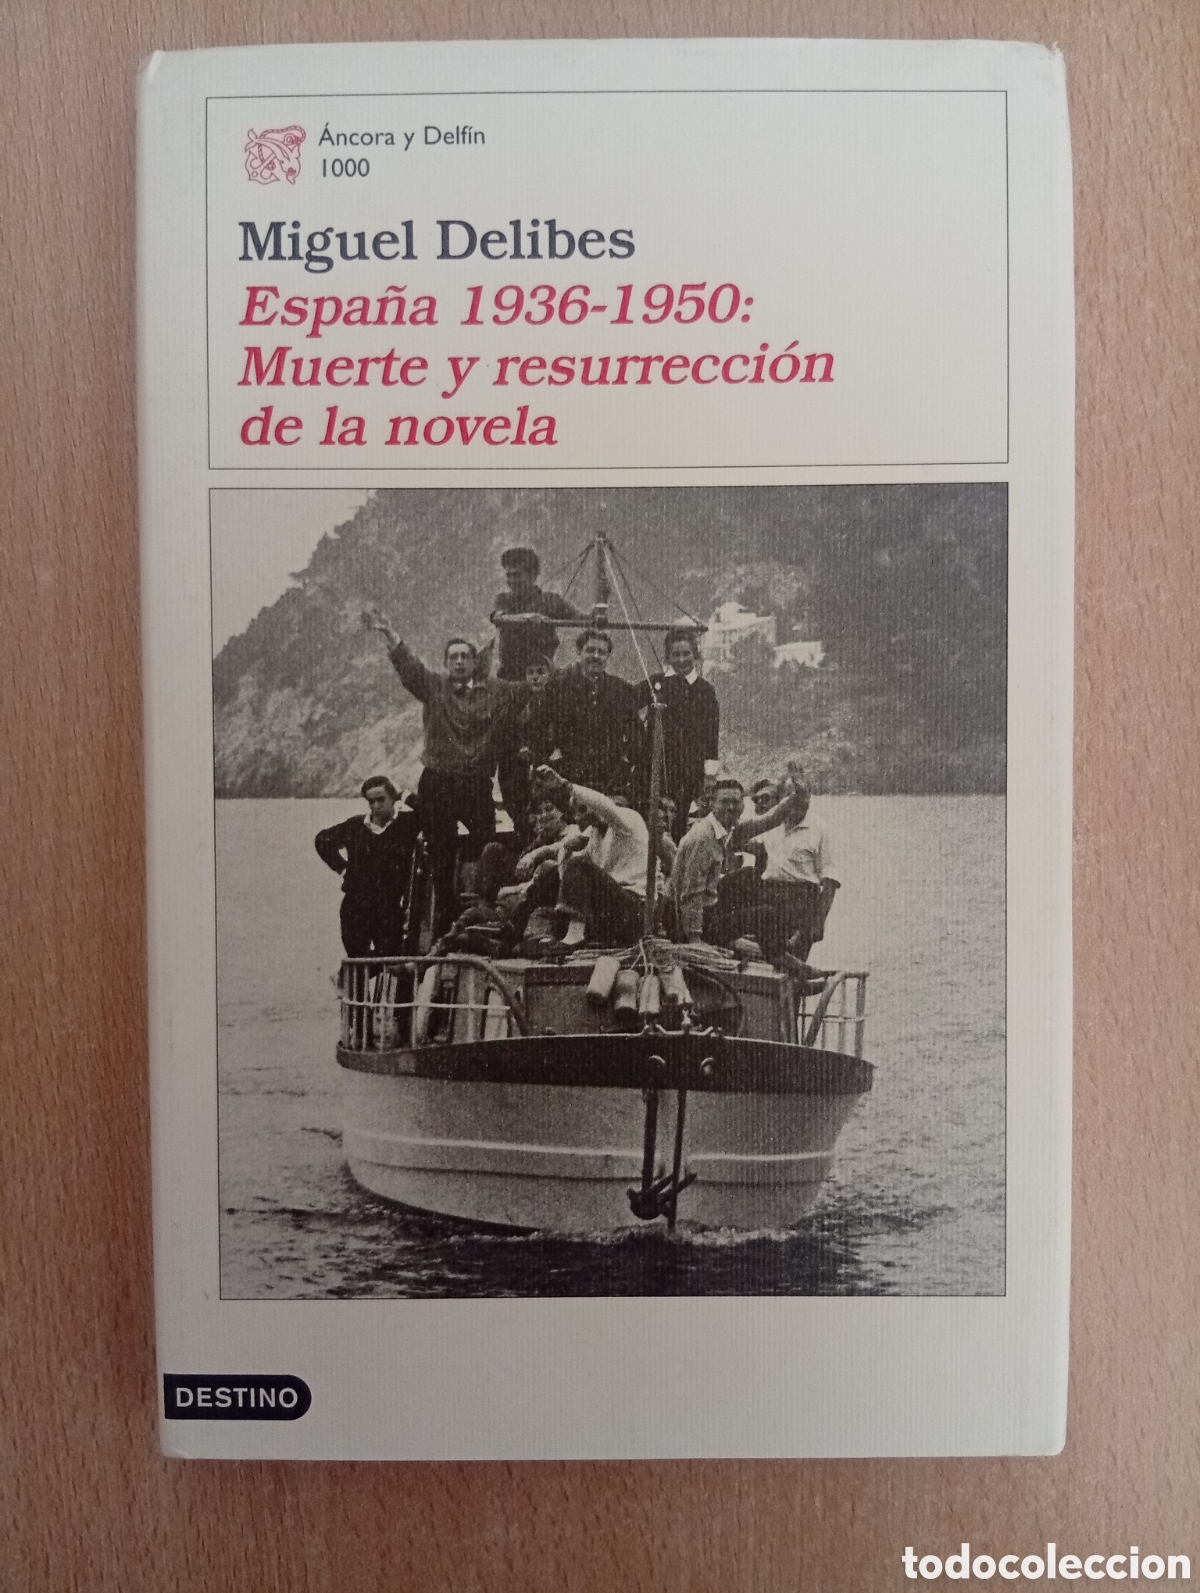 Áncora y Delfín
1000
Miguel Delibes
España 1936-1950:
Muerte y resurrección
de la novela
DESTINO
todocoleccion